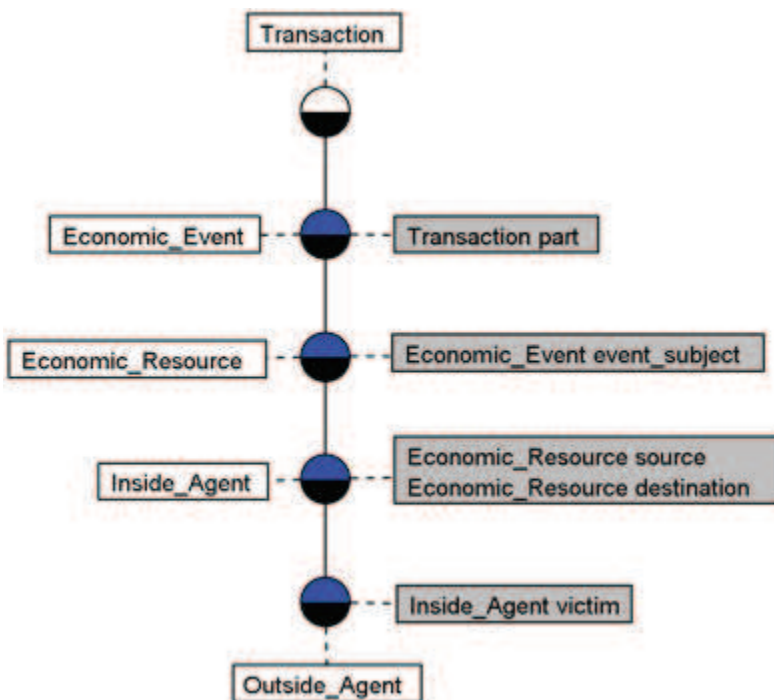 Transaction
Economic_Event
Transaction part
Economic_Resource
Economic_Event event_subject
Inside_Agent
Economic_Resource source
Economic_Resource destination
Inside_Agent victim
Outside_Agent